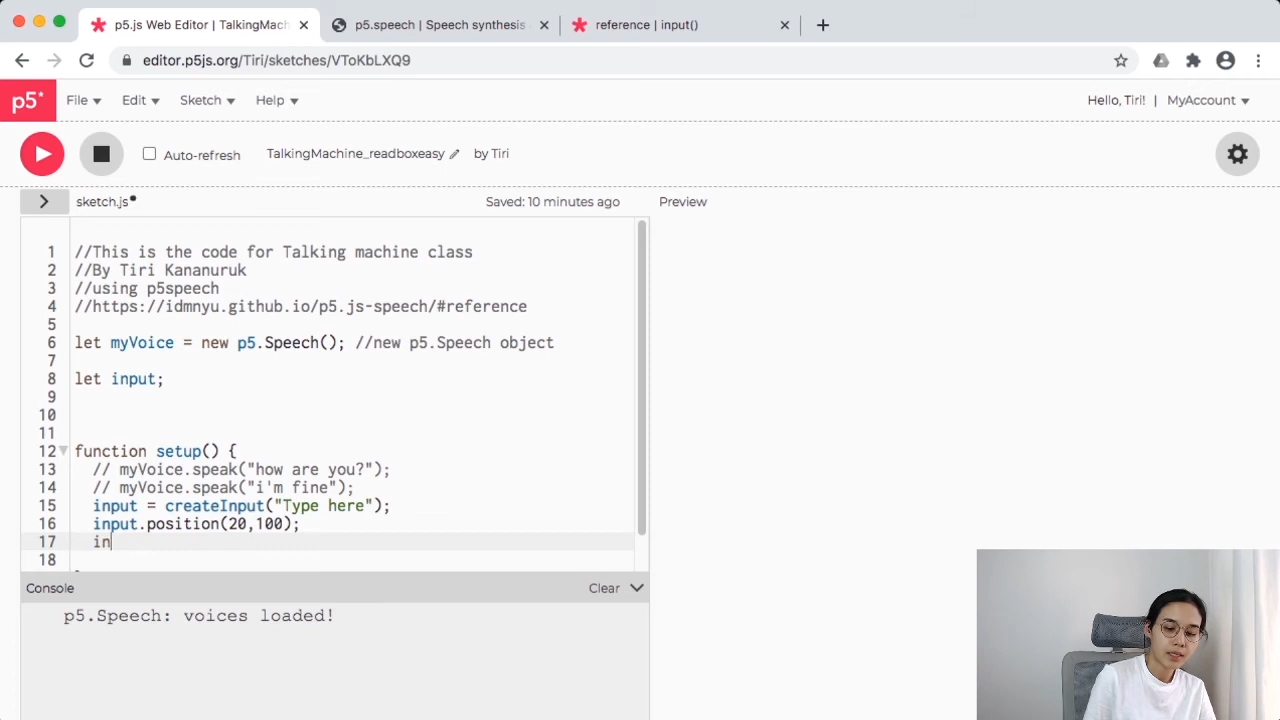 p5.js Web Editor | TalkingMach
p5.speech | Speech synthesis
reference | input()
editor.p5js.org/Tiri/sketches/VToKbLXQ9
p5* File Edit Sketch Help Hello, Tiri! | MyAccount
Auto-refresh TalkingMachine_readboxeasy by Tiri
sketch.js Saved: 10 minutes ago Preview
1 //This is the code for Talking machine class
2 //By Tiri Kananuruk
3 //using p5speech
4 //https://idmnyu.github.io/p5.js-speech/#reference
5
6 let myVoice = new p5.Speech(); //new p5.Speech object
7
8 let input;
9
10
11
12 function setup() {
13 // myVoice.speak("how are you?");
14 // myVoice.speak("i'm fine");
15 input = createInput("Type here");
16 input.position(20,100);
17 in
18
Console Clear
p5.Speech: voices loaded!